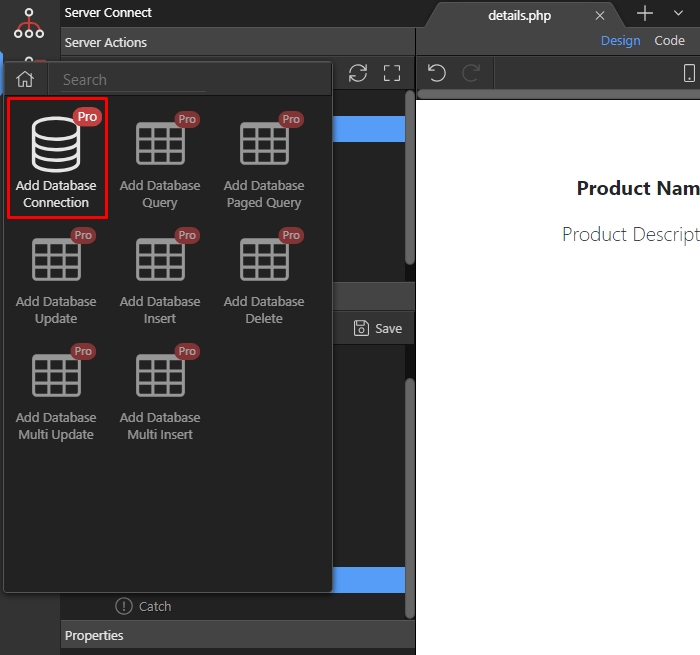 Server Connect
Server Actions
details.php
Design Code
Search
Pro Pro Pro
Add Database Connection
Add Database Query
Add Database Paged Query
Pro Pro Pro
Add Database Update
Add Database Insert
Add Database Delete
Pro Pro
Add Database Multi Update
Add Database Multi Insert
Save
Catch
Properties
Product Nam
Product Descript